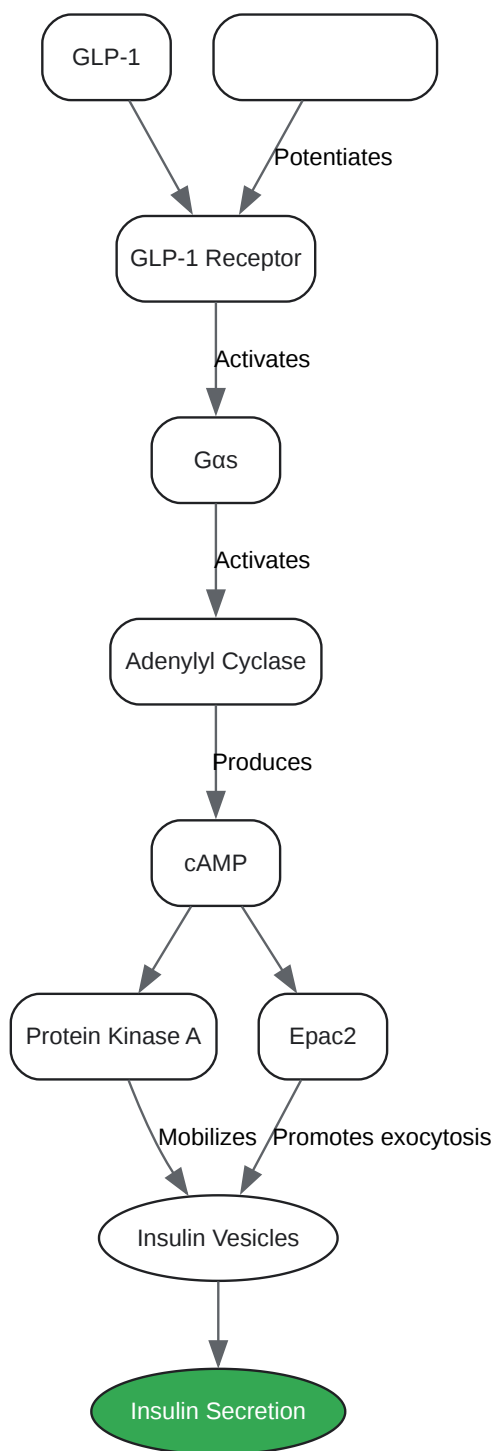 GLP-1
Potentiates
GLP-1 Receptor
Activates
Gαs
Activates
Adenylyl Cyclase
Produces
cAMP
Protein Kinase A
Epac2
Mobilizes
Promotes exocytosis
Insulin Vesicles
Insulin Secretion